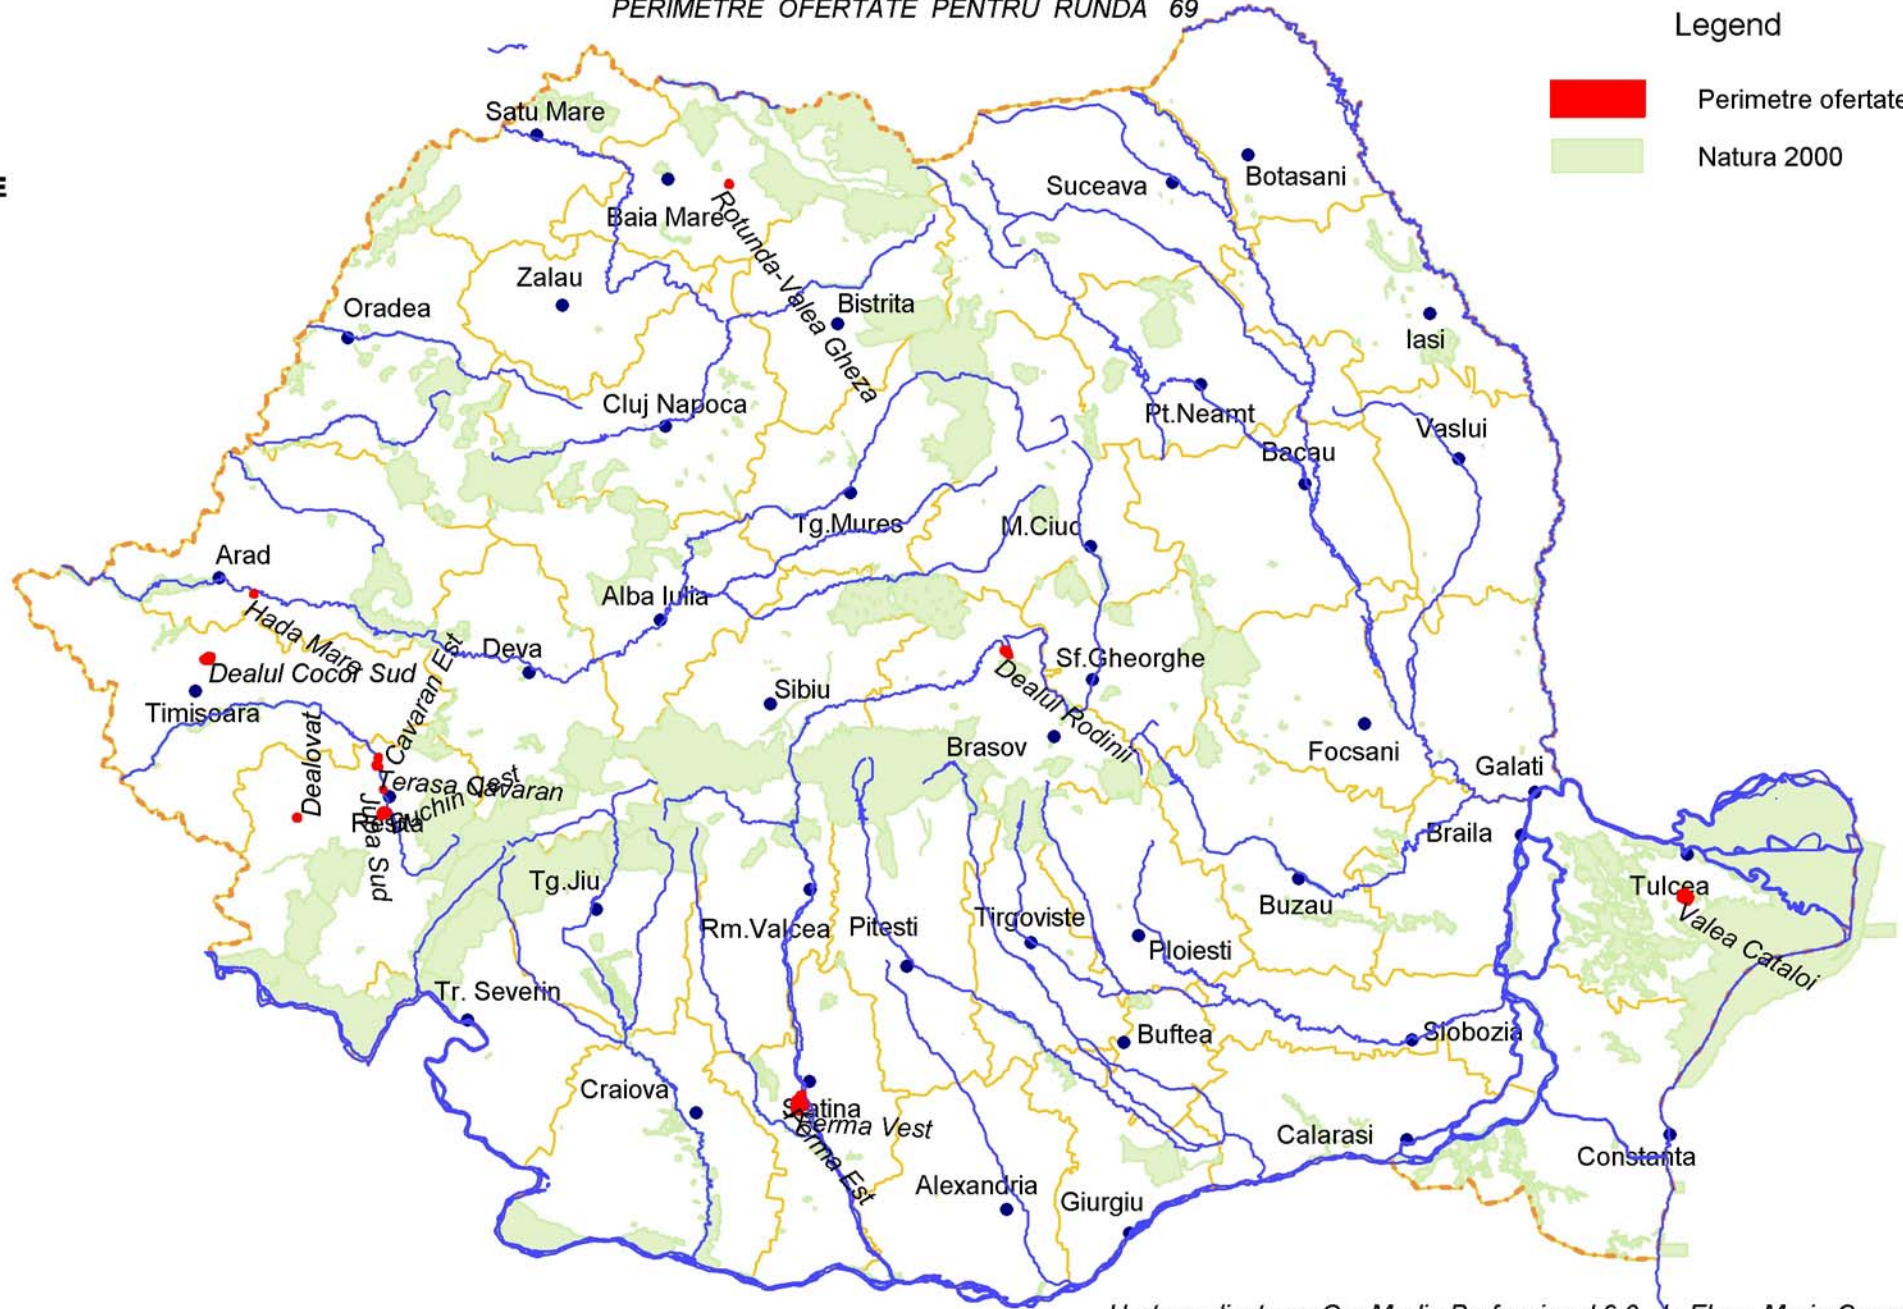 PERIMETRE OFERTATE PENTRU RUNDA 69
Legend
Perimetre ofertate
Natura 2000
E
Satu Mare
Botasani
Suceava
Baia Mare
Rotunda-Valea Gheza
Zalau
Bistrita
Oradea
Iasi
Cluj Napoca
Pt.Neamt
Vaslui
Bacau
Tg.Mures
M.Ciuc
Arad
Alba Iulia
Hada Mare
Deva
Sf.Gheorghe
Dealul Cocor Sud
Cavaran Est
Dealul Rodinii
Sibiu
Timisoara
Brasov
Focsani
Galati
Dealovat
Terasa Cavaran
Resita
Braila
Tg.Jiu
Tulcea
Buzau
Tirgoviste
Rm.Valcea
Pitesti
Valea Cataloi
Ploiesti
Tr. Severin
Buftea
Slobozia
Craiova
Slatina
Ferma Vest
Ferma Est
Calarasi
Constanta
Alexandria
Giurgiu